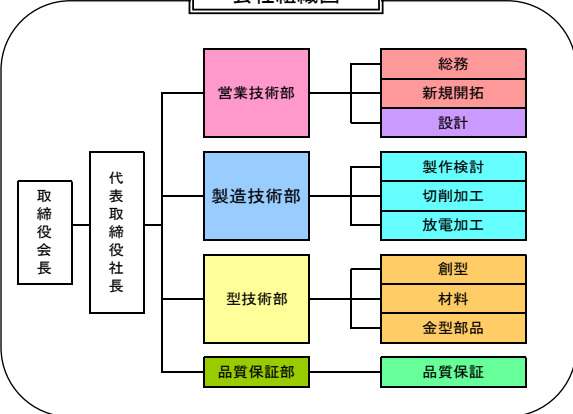 会社組織図
取締役会長
代表取締役社長
営業技術部
総務
新規開拓
設計
製造技術部
製作検討
切削加工
放電加工
型技術部
創型
材料
金型部品
品質保証部
品質保証